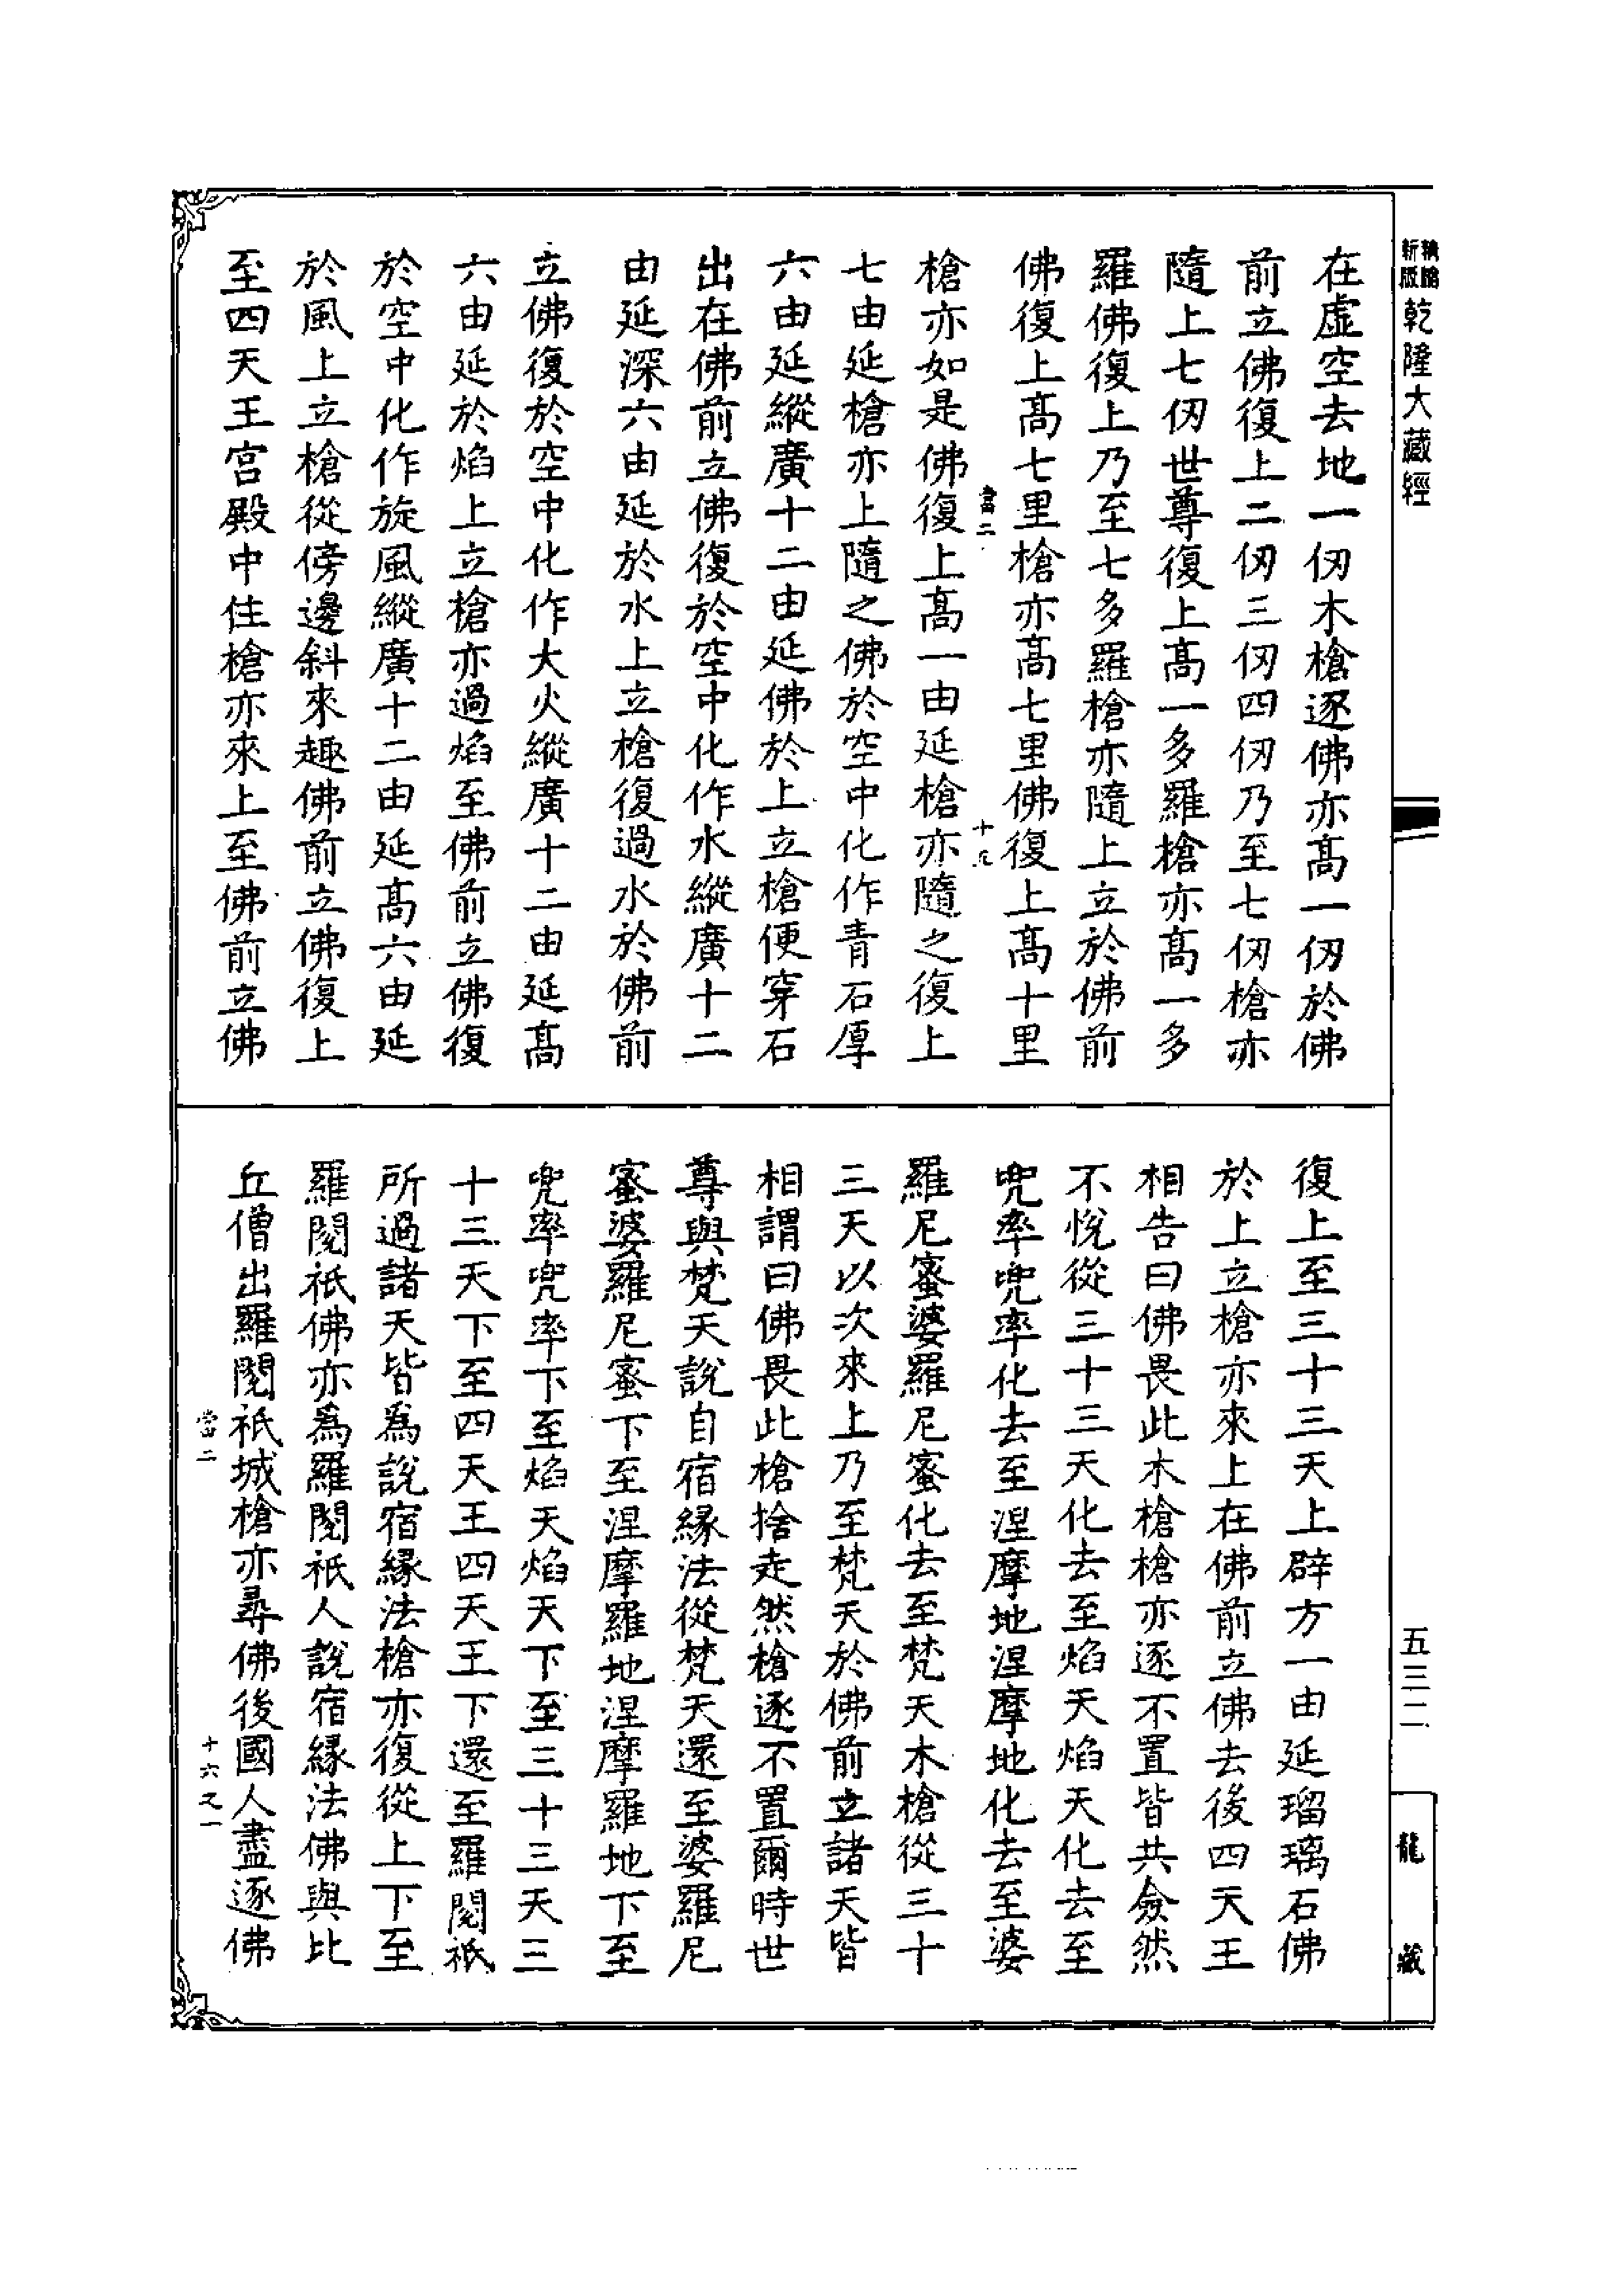 新版
乾隆大藏經
在虛空去地一仞木槍逐佛亦髙一仞於佛
前立佛復上二仞三仞四仞乃至七仞槍亦
隨上七仞世尊復上髙一多羅槍亦髙一多
羅佛復上乃至七多羅槍亦隨上立於佛前
佛復上髙七里槍亦髙七里佛復上髙十里
當二
槍亦如是佛復上髙一由延槍亦隨之復上
七由延槍亦上隨之佛於空中化作青石厚
六由延縱廣十二由延佛於上立槍便穿石
出在佛前立佛復於空中化作水縱廣十二
由延深六由延於水上立槍復過水於佛前
立佛復於空中化作大火縱廣十二由延髙
六由延於焰上立槍亦過焰至佛前立佛復
於空中化作旋風縱廣十二由延髙六由延
於風上立槍從傍邊斜來趣佛前立佛復上
至四天王宮殿中住槍亦來上至佛前立佛
復上至三十三天上辟方一由延瑠璃石佛
於上立槍亦來上在佛前立佛去後四天王
相告曰佛畏此木槍槍亦逐不置皆共僉然
不悅從三十三天化去至焰天焰天化去至
兜率兜率化去至涅摩地涅摩地化去至婆
羅尼蜜婆羅尼蜜化去至梵天木槍從三十
三天以次來上乃至梵天於佛前立諸天皆
相謂曰佛畏此槍捨走然槍逐不置爾時世
尊與梵天說自宿緣法從梵天還至婆羅尼
蜜婆羅尼蜜下至涅摩羅地涅摩羅地下至
兜率兜率下至焰天焰天下至三十三天三
十三天下至四天王四天王下還至羅閱祇
所過諸天皆爲說宿緣法槍亦復從上下至
羅閱祇佛亦爲羅閱祇人說宿緣法佛與比
丘僧出羅閱祇城槍亦尋佛後國人盡逐佛
當二
十六又一
五三二
龍藏